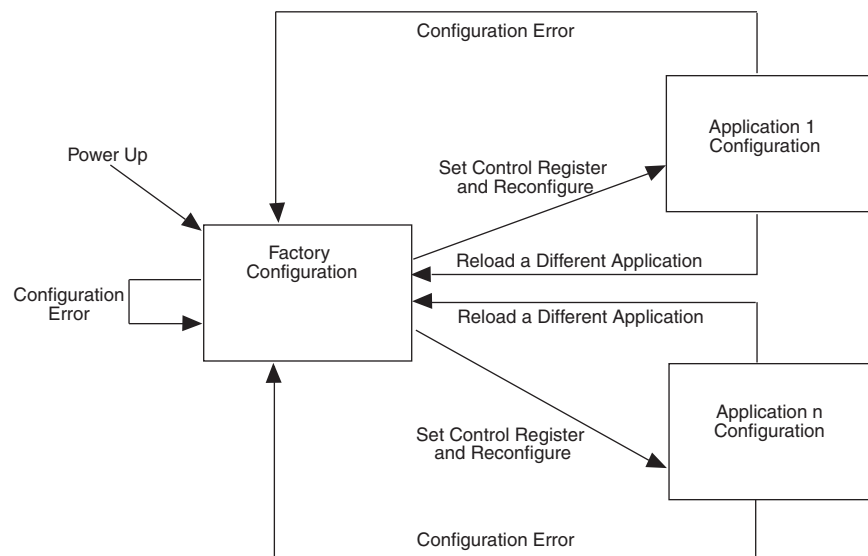 Configuration Error
Application 1
Configuration
Power Up
Set Control Register
and Reconfigure
Factory
Configuration
Reload a Different Application
Configuration
Error
Reload a Different Application
Application n
Configuration
Set Control Register
and Reconfigure
Configuration Error